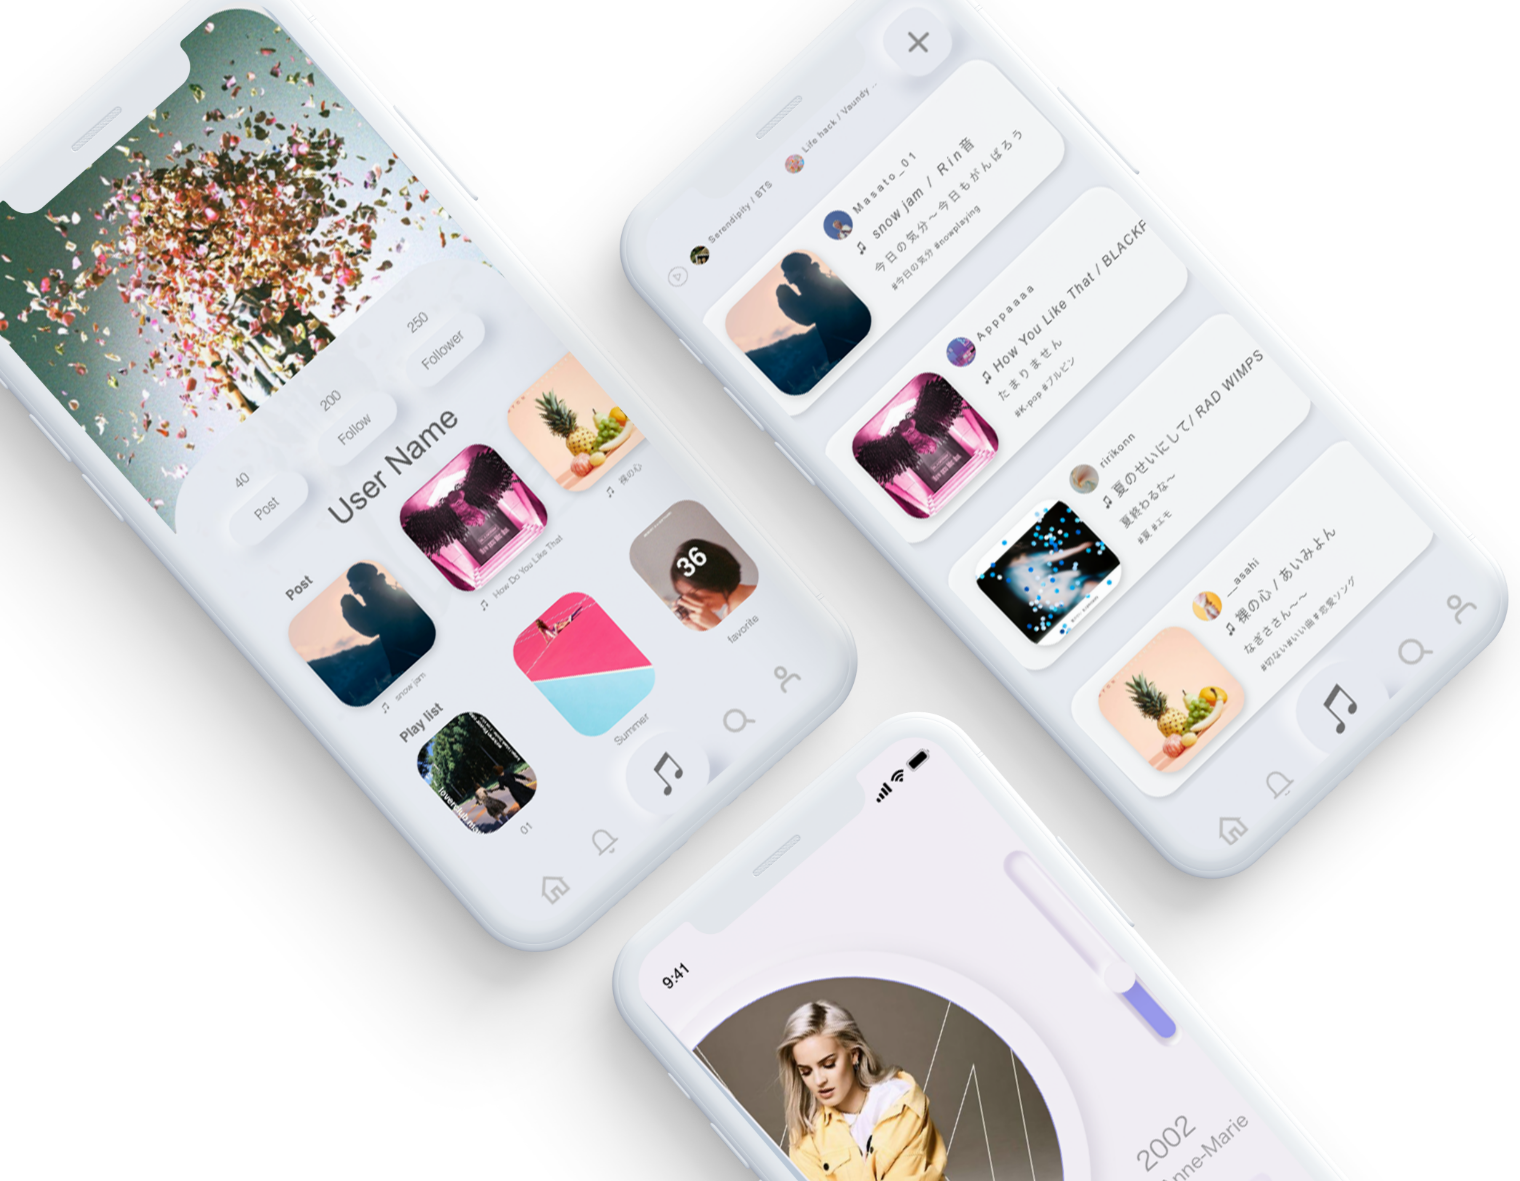 40
Post
200
Follow
250
Follower
User Name
Post
♫ snow jam
♫ How Do You Like That
♫ 裸の心
Play list
loverclub
01
Summer
36
favorite
Serendipity / BTS
Life hack / Vaundy ...
Masato_01
♫ snow jam / Rin音
今日の気分〜今日もがんばろう
#今日の気分 #nowplaying
Apppaaaa
♫ How You Like That / BLACKP
たまりません
#K-pop #ブルピン
ririkonn
♫ 夏のせいにして/ RAD WIMPS
夏終わるな〜
#夏 #エモ
__asahi
♫ 裸の心 / あいみょん
なぎささん〜〜
#切ない#いい曲# 恋愛ソング
9:41
2002
Anne-Marie